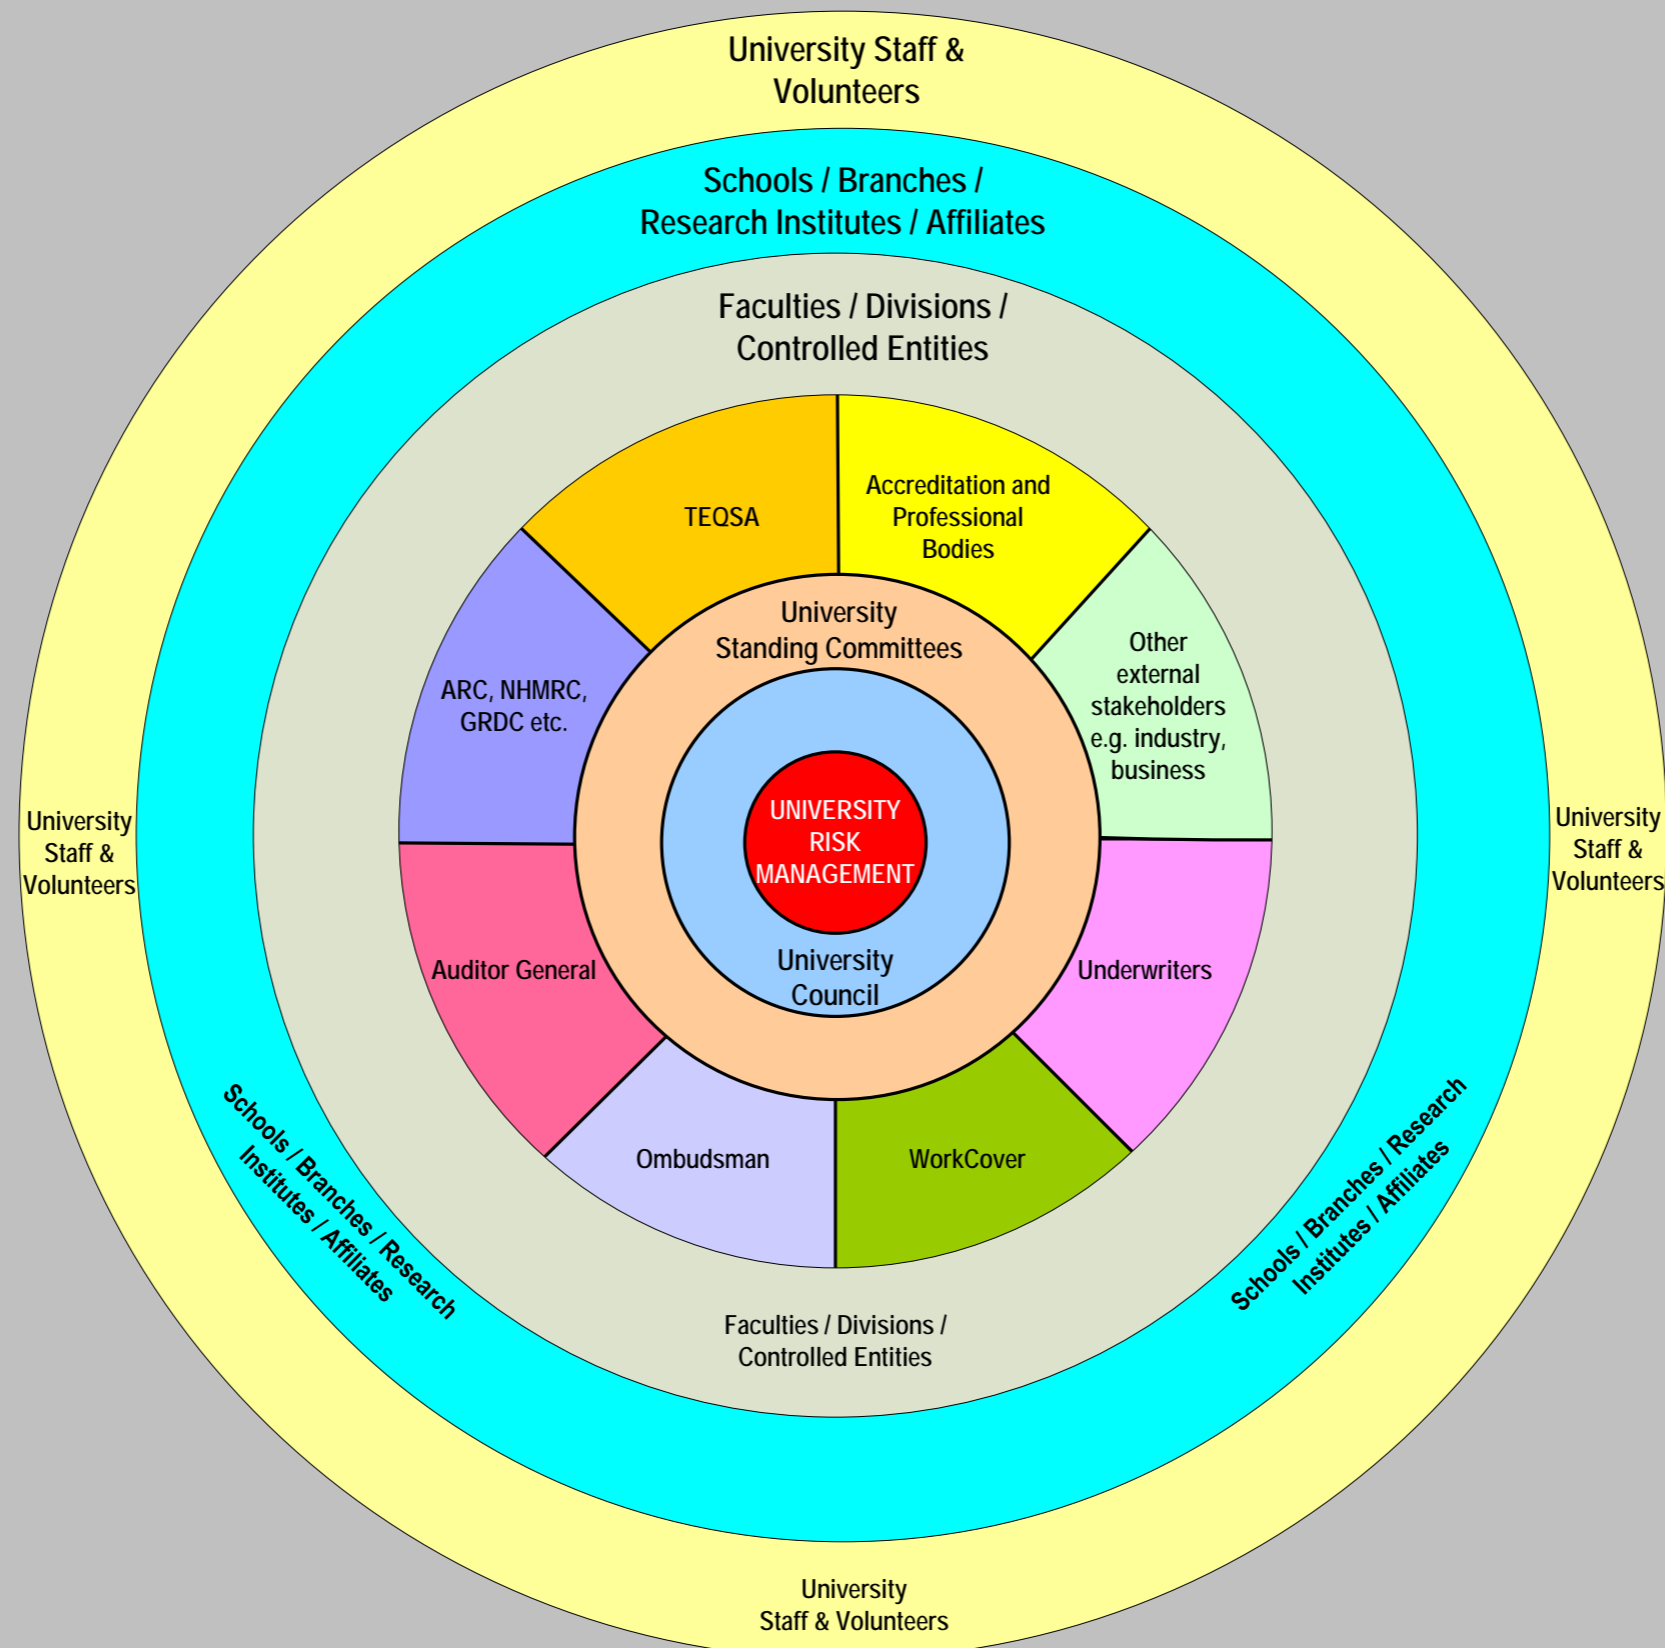 University Staff &
Volunteers
Schools / Branches /
Research Institutes / Affiliates
Faculties / Divisions /
Controlled Entities
TEQSA
Accreditation and
Professional
Bodies
Other
external
stakeholders
e.g. industry,
business
ARC, NHMRC,
GRDC etc.
University
Standing Committees
UNIVERSITY
RISK
MANAGEMENT
University
Council
University
Staff &
Volunteers
University
Staff &
Volunteers
Auditor General
Underwriters
Ombudsman
WorkCover
Schools / Branches / Research
Institutes / Affiliates
Schools / Branches / Research
Institutes / Affiliates
Faculties / Divisions /
Controlled Entities
University
Staff & Volunteers